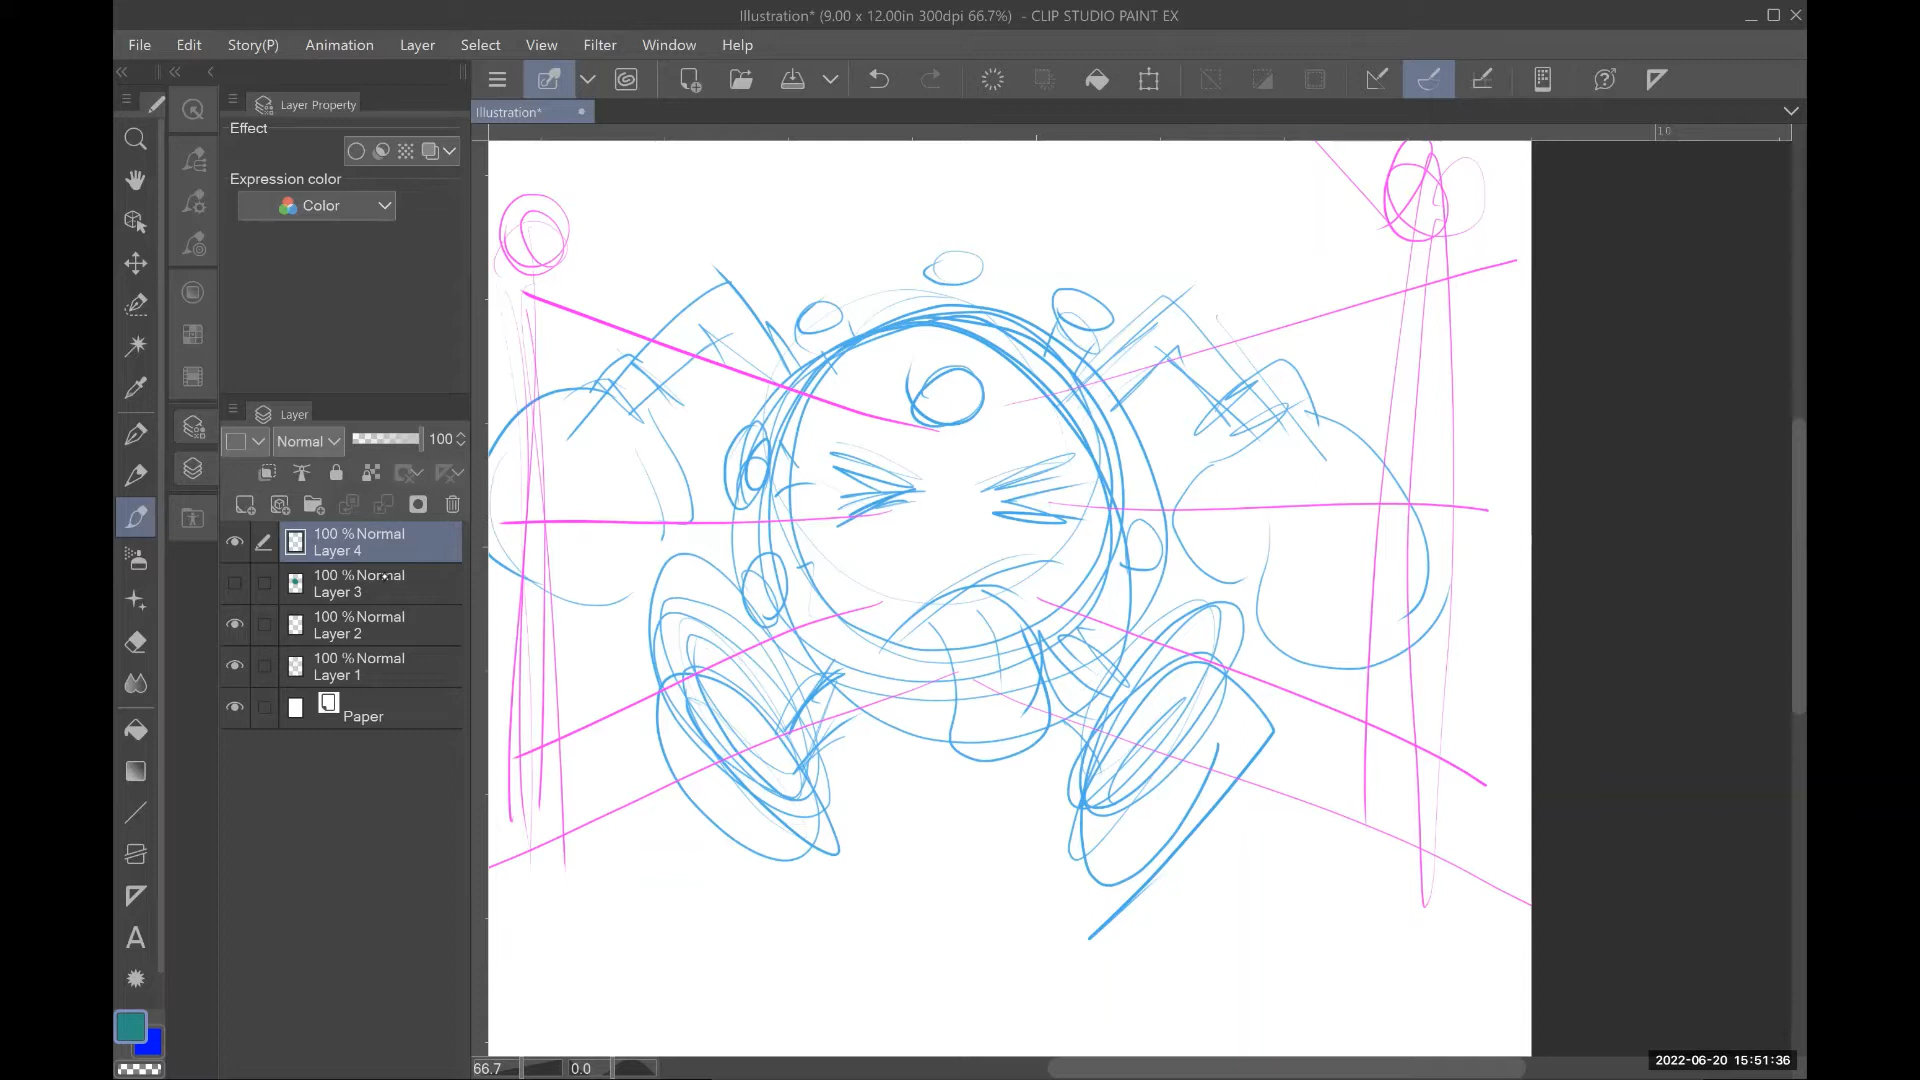 Illustration* (9.00 x 12.00in 300dpi 66.7%) - CLIP STUDIO PAINT EX
File Edit Story(P) Animation Layer Select View Filter Window Help
Layer Property
Illustration*
Effect
10
Expression color
Color
Layer
Normal 100
100 % Normal
Layer 4
100 % Normal
Layer 3
100 % Normal
Layer 2
100 % Normal
Layer 1
Paper
A
66.7 0.0
2022-06-20 15:51:36